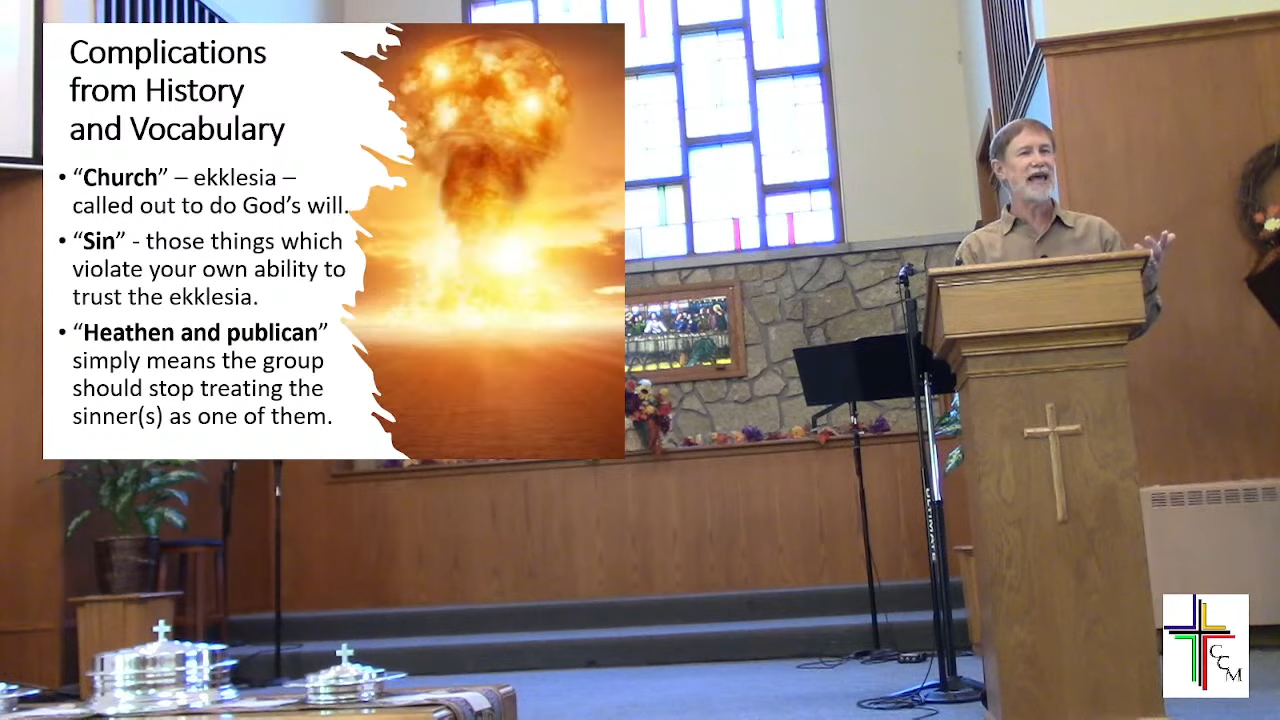 Complications
from History
and Vocabulary
• “Church” – ekklesia –
called out to do God’s will.
• “Sin” - those things which
violate your own ability to
trust the ekklesia.
• “Heathen and publican”
simply means the group
should stop treating the
sinner(s) as one of them.
ULTIMATE
CCM